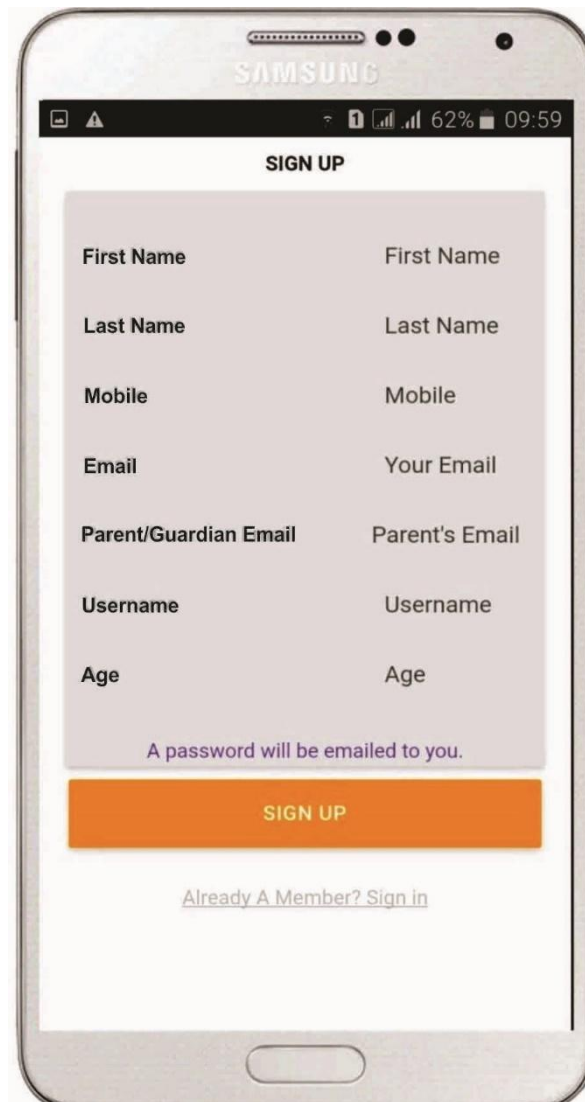 SAMSUNG
1 62% 09:59
SIGN UP
First Name First Name
Last Name Last Name
Mobile Mobile
Email Your Email
Parent/Guardian Email Parent's Email
Username Username
Age Age
A password will be emailed to you.
SIGN UP
Already A Member? Sign in